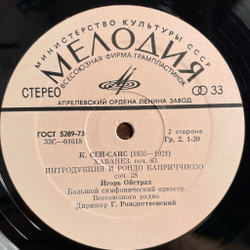 МИНИСТЕРСТВО КУЛЬТУРЫ СССР
МЕЛОДИЯ
ВСЕСОЮЗНАЯ ФИРМА ГРАМПЛАСТИНОК
СТЕРЕО
33
АПРЕЛЕВСКИЙ ОРДЕНА ЛЕНИНА ЗАВОД
ГОСТ 5289-73
33С—01618
2 сторона
Гр. 2. 1-20
К. СЕН-САНС (1835—1921)
ХАВАНЕЗ, соч. 83
ИНТРОДУКЦИЯ И РОНДО КАПРИЧЧИОЗО
соч. 28
Игорь Ойстрах
Большой симфонический оркестр
Всесоюзного радио
Дирижер Г. Рождественский